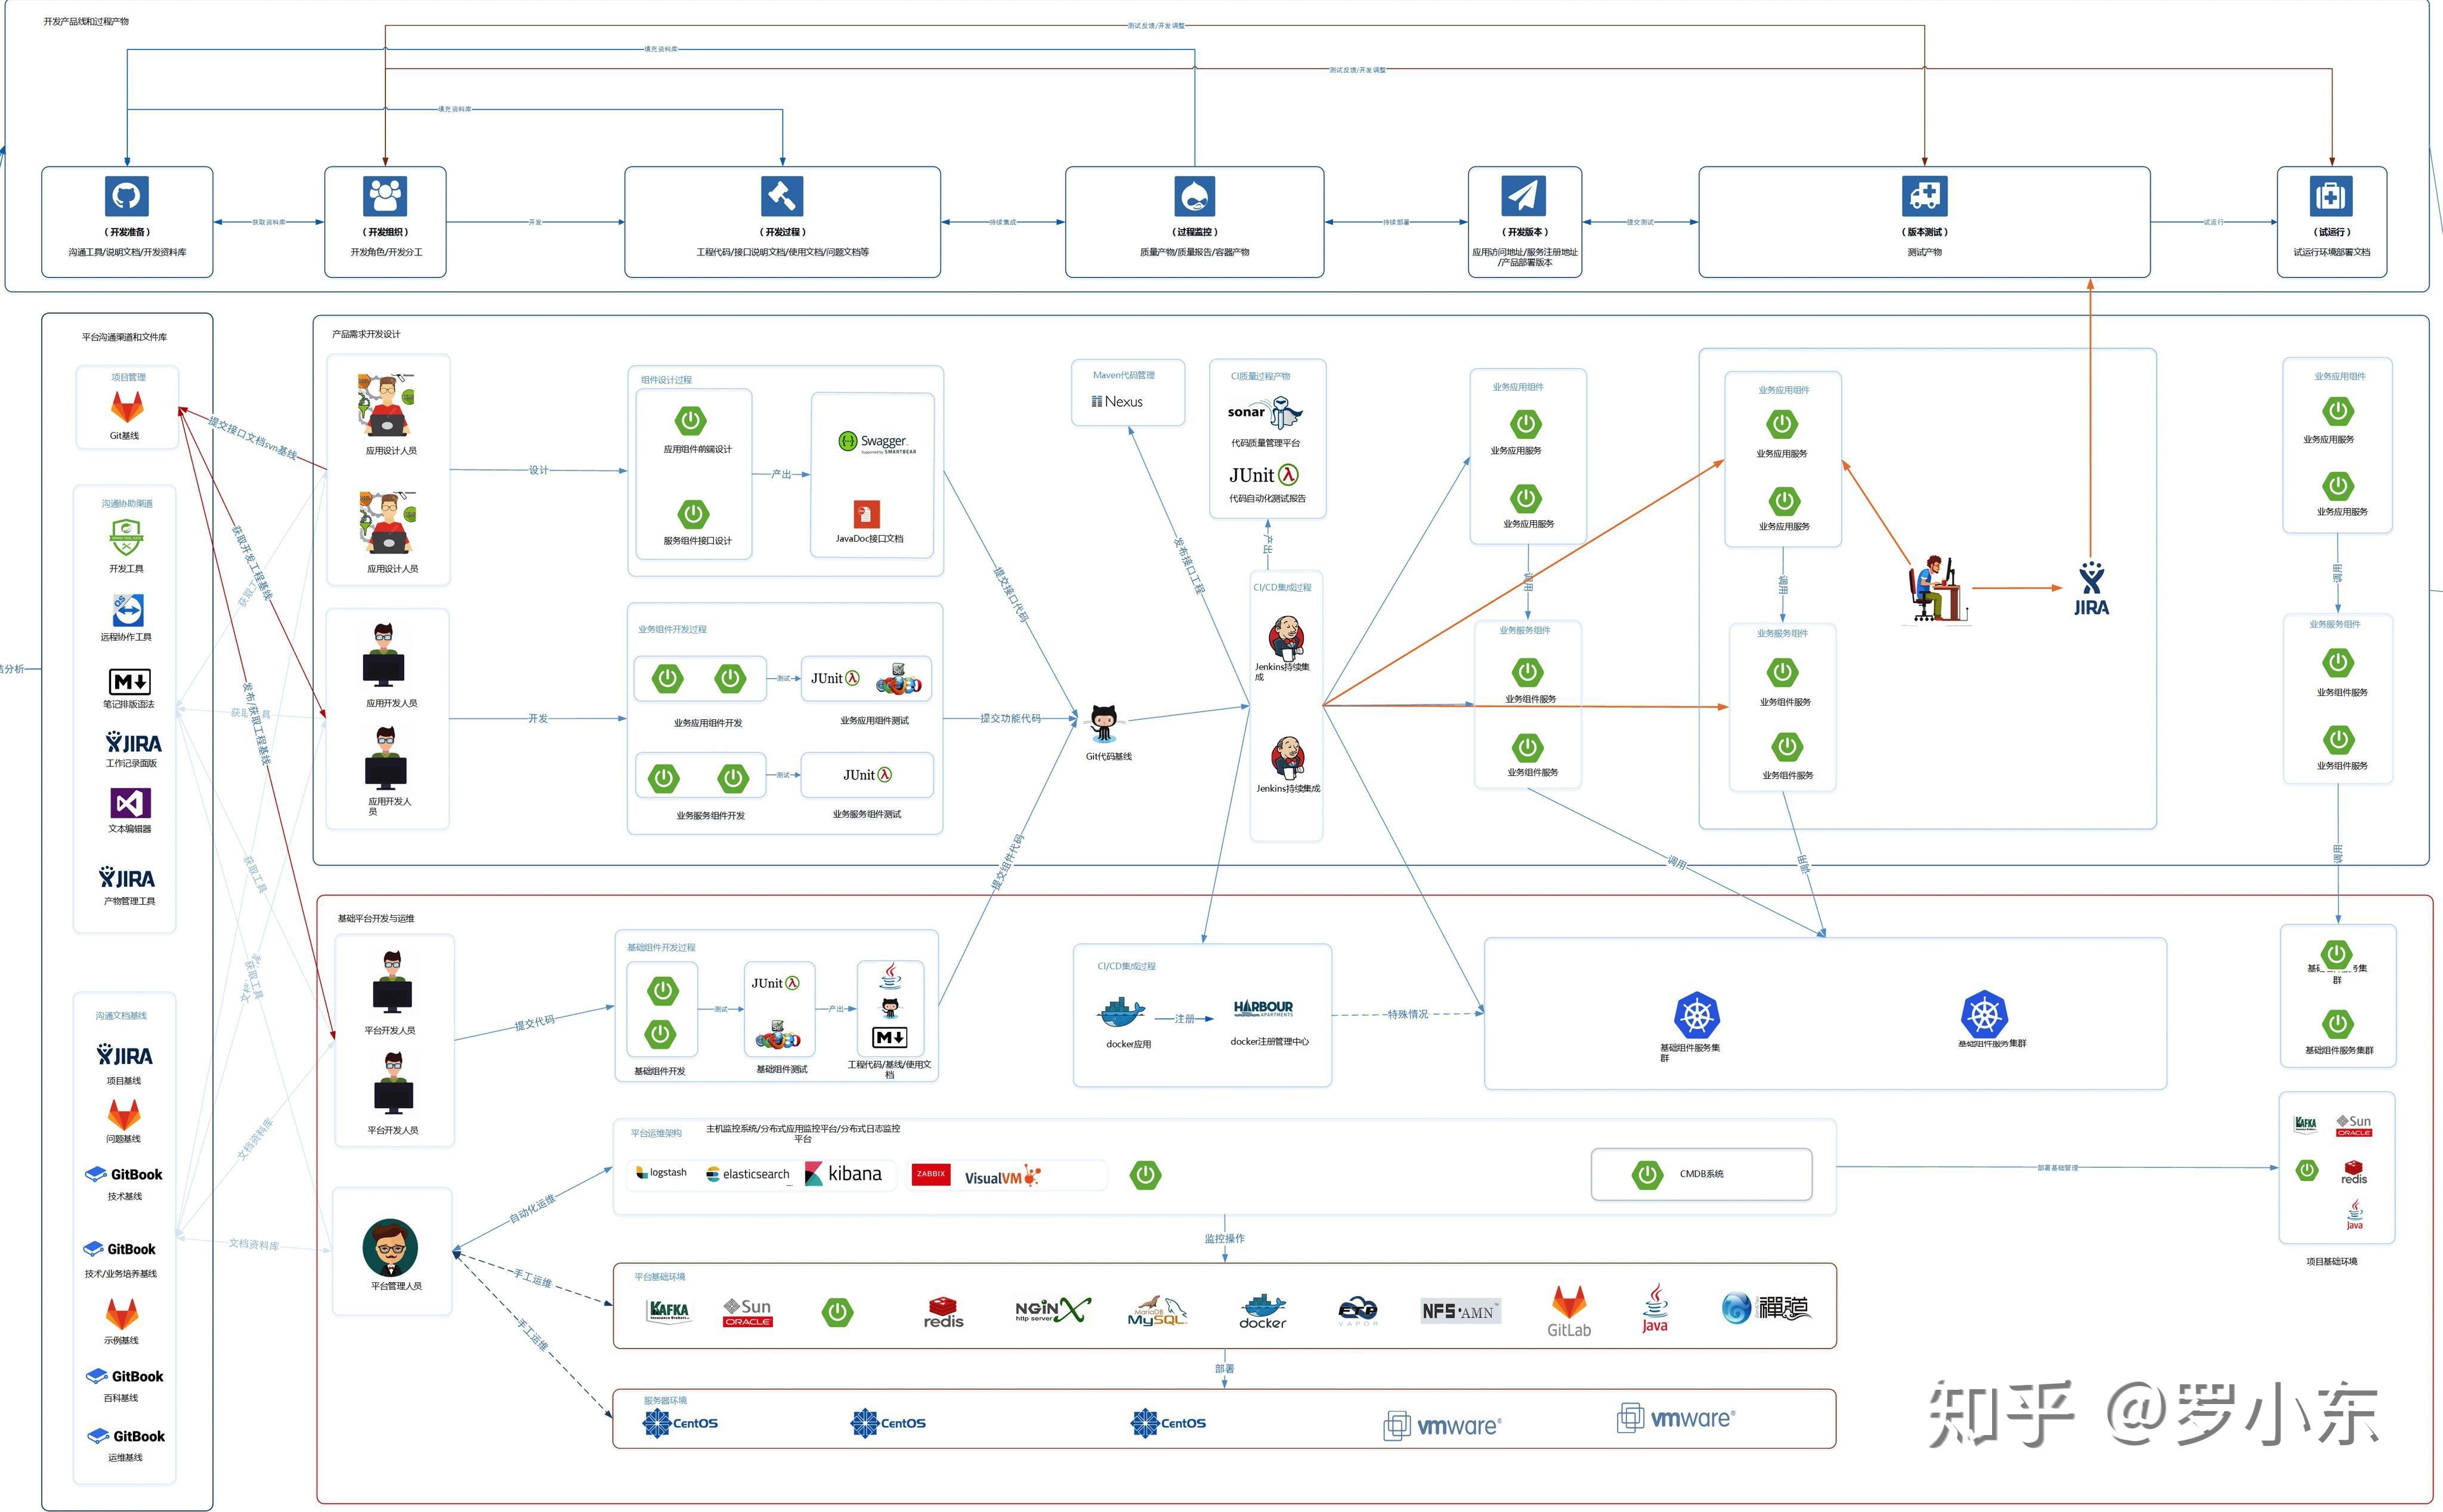 开发产品线和过程产物
测试反馈/开发调整
填充资料库
测试反馈/开发调整
填充资料库
（开发准备）
沟通工具/说明文档/开发资料库
获取资料库
（开发组织）
开发角色/开发分工
开发
（开发过程）
工程代码/接口说明文档/使用文档/问题文档等
持续集成
（过程监控）
质量产物/质量报告/容器产物
持续部署
（开发版本）
应用访问地址/服务注册地址
/产品部署版本
提交测试
（版本测试）
测试产物
试运行
（试运行）
试运行环境部署文档
平台沟通渠道和文件库
项目管理
Git基线
沟通协助渠道
开发工具
远程协作工具
笔记排版语法
JIRA
工作记录面版
文本编辑器
JIRA
产物管理工具
沟通文档基线
JIRA
项目基线
问题基线
GitBook
技术基线
GitBook
技术/业务培养基线
示例基线
GitBook
百科基线
GitBook
运维基线
提交接口文档svn基线
获取开发工程基线
发布/获取工程基线
获取工具
获取工具
文档资料库
文档资料库
产品需求开发设计
应用设计人员
应用设计人员
设计
组件设计过程
应用组件前端设计
服务组件接口设计
产出
Swagger
Supported by SMARTBEAR
JavaDoc接口文档
应用开发人员
应用开发人
员
开发
业务组件开发过程
测试
JUnit
业务应用组件开发
业务应用组件测试
测试
JUnit
业务服务组件开发
业务服务组件测试
提交接口代码
提交功能代码
提交组件代码
Git代码基线
Maven代码管理
Nexus
发布接口工程
CI质量过程产物
sonar
代码质量管理平台
JUnit
代码自动化测试报告
产出
CI/CD集成过程
Jenkins持续集
成
Jenkins持续集成
业务应用组件
业务应用服务
业务应用服务
调用
业务服务组件
业务组件服务
业务组件服务
调用
业务应用组件
业务应用服务
业务应用服务
调用
业务服务组件
业务组件服务
业务组件服务
调用
JIRA
业务应用组件
业务应用服务
业务应用服务
调用
业务服务组件
业务组件服务
业务组件服务
调用
基础平台开发与运维
平台开发人员
平台开发人员
提交代码
基础组件开发过程
基础组件开发
测试
JUnit
基础组件测试
产出
工程代码/基线/使用文
档
CI/CD集成过程
docker应用
注册
HARBOUR
APARTMENTS
docker注册管理中心
特殊情况
基础组件服务集
群
基础组件服务集群
群
基础组件服务集群
平台管理人员
自动化运维
手工运维
手工运维
平台运维架构
主机监控系统/分布式应用监控平台/分布式日志监控
平台
logstash
elasticsearch
kibana
ZABBIX
VisualVM
CMDB系统
部署基础管理
KAFKA
Sun
ORACLE
redis
Java
项目基础环境
监控操作
平台基础环境
KAFKA
Insurance Brokers
Sun
ORACLE
redis
NGINX
http server
MariaDB
MySQL
docker
FTP
VAPOR
NFS·AMN
GitLab
Java
禅道
部署
服务器环境
CentOS
CentOS
CentOS
vmware
vmware
知乎 @罗小东